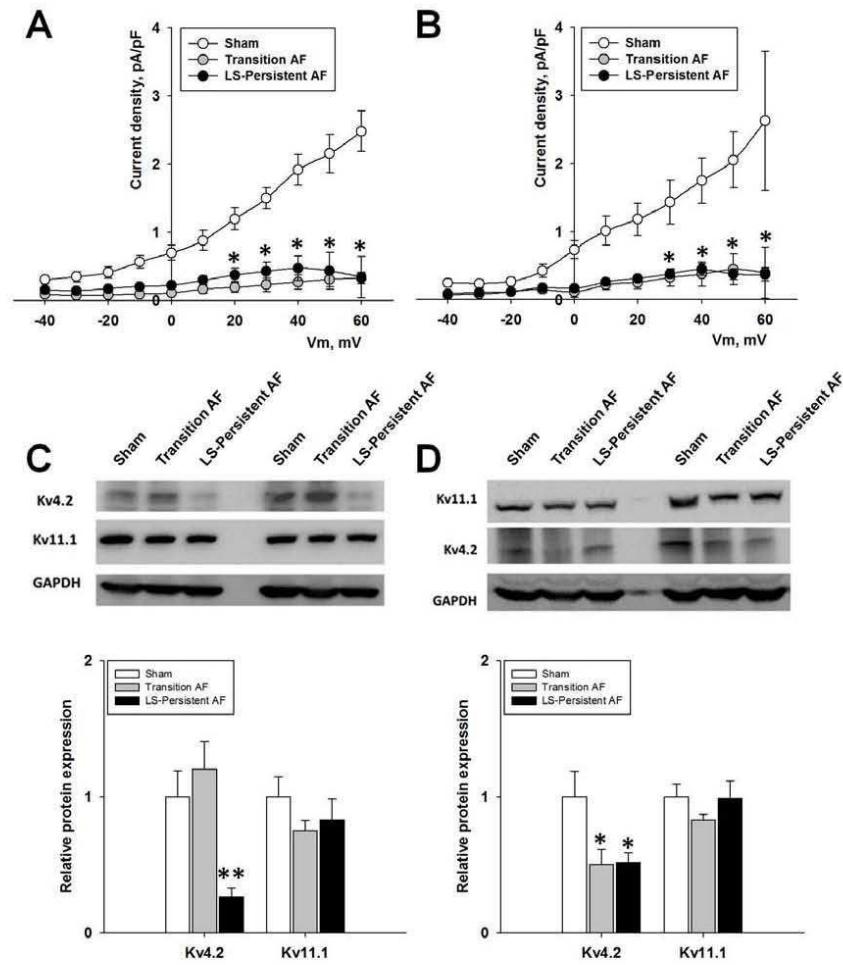 A
Current density, pA/pF
4
3
2
1
0
Sham
Transition AF
LS-Persistent AF
* * * * *
-40 -20 0 20 40 60
Vm, mV
B
Current density, pA/pF
4
3
2
1
0
Sham
Transition AF
LS-Persistent AF
* * * *
-40 -20 0 20 40 60
Vm, mV
C
Sham Transition AF LS-Persistent AF Sham Transition AF LS-Persistent AF
Kv4.2
Kv11.1
GAPDH
Relative protein expression
2
1
0
Sham
Transition AF
LS-Persistent AF
**
Kv4.2 Kv11.1
D
Sham Transition AF LS-Persistent AF Sham Transition AF LS-Persistent AF
Kv11.1
Kv4.2
GAPDH
Relative protein expression
2
1
0
Sham
Transition AF
LS-Persistent AF
* *
Kv4.2 Kv11.1